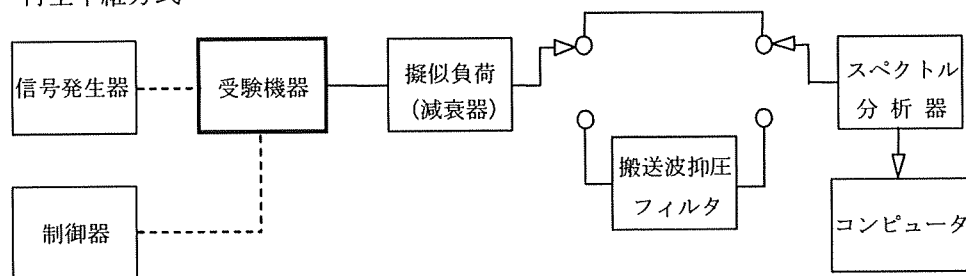 信号発生器
受験機器
擬似負荷
(減衰器)
スペクトル
分析器
搬送波抑圧
フィルタ
制御器
コンピュータ